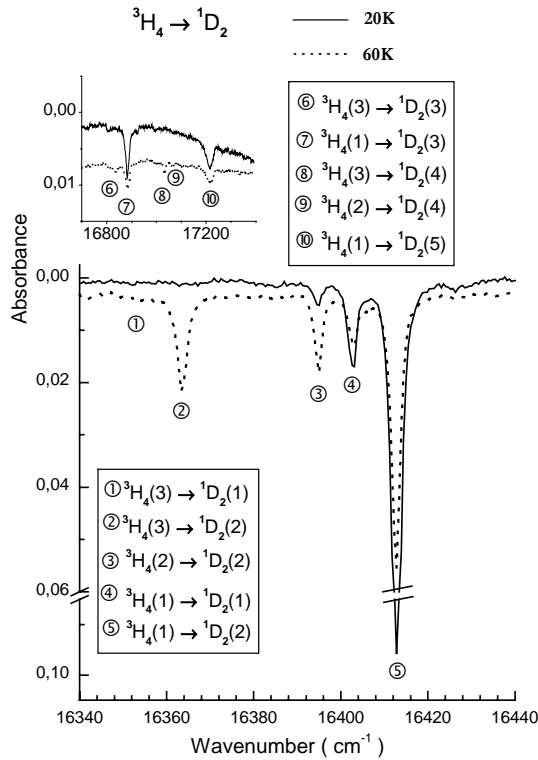 ³H₄ → ¹D₂
20K
60K
⑥ ³H₄(3) → ¹D₂(3)
⑦ ³H₄(1) → ¹D₂(3)
⑧ ³H₄(3) → ¹D₂(4)
⑨ ³H₄(2) → ¹D₂(4)
⑩ ³H₄(1) → ¹D₂(5)
0,00
0,01
⑥
⑦
⑧
⑨
⑩
16800
17200
Absorbance
0,00
0,02
0,04
0,06
0,10
①
②
③
④
⑤
① ³H₄(3) → ¹D₂(1)
② ³H₄(3) → ¹D₂(2)
③ ³H₄(2) → ¹D₂(2)
④ ³H₄(1) → ¹D₂(1)
⑤ ³H₄(1) → ¹D₂(2)
16340
16360
16380
16400
16420
16440
Wavenumber ( cm⁻¹ )